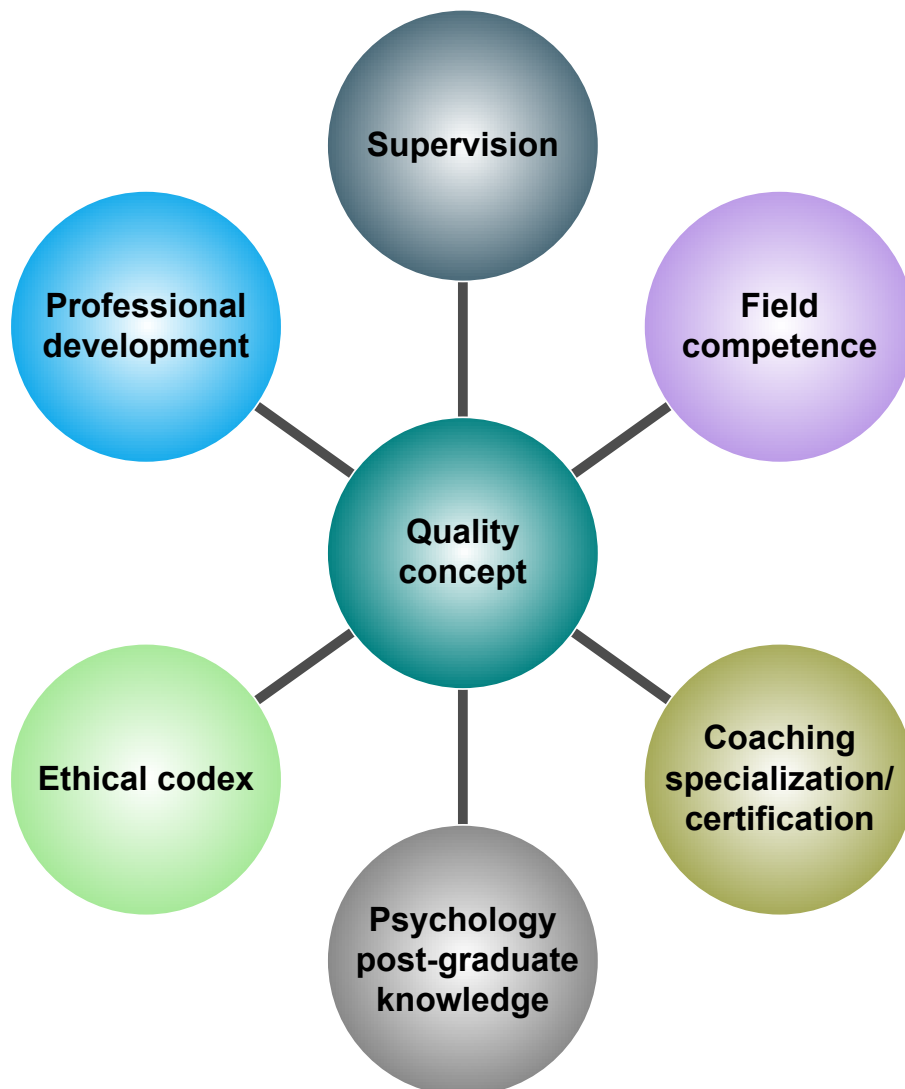 Supervision
Professional
development
Field
competence
Quality
concept
Ethical codex
Coaching
specialization/
certification
Psychology
post-graduate
knowledge